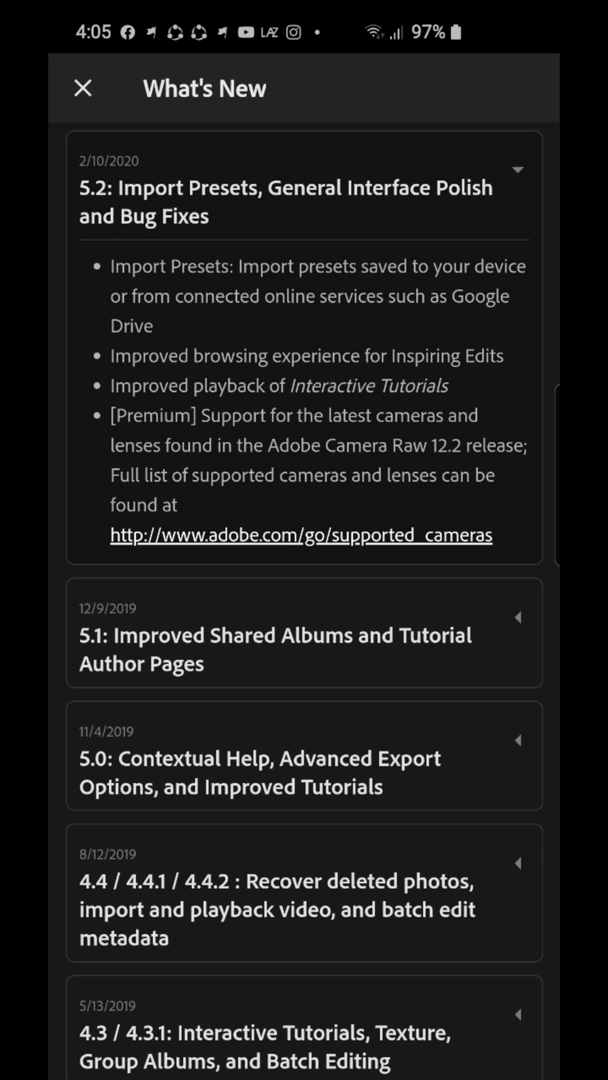 4:05 LAZ 97%
What's New
2/10/2020
5.2: Import Presets, General Interface Polish
and Bug Fixes
• Import Presets: Import presets saved to your device
or from connected online services such as Google
Drive
• Improved browsing experience for Inspiring Edits
• Improved playback of Interactive Tutorials
• [Premium] Support for the latest cameras and
lenses found in the Adobe Camera Raw 12.2 release;
Full list of supported cameras and lenses can be
found at
http://www.adobe.com/go/supported_cameras
12/9/2019
5.1: Improved Shared Albums and Tutorial
Author Pages
11/4/2019
5.0: Contextual Help, Advanced Export
Options, and Improved Tutorials
8/12/2019
4.4 / 4.4.1 / 4.4.2 : Recover deleted photos,
import and playback video, and batch edit
metadata
5/13/2019
4.3 / 4.3.1: Interactive Tutorials, Texture,
Group Albums, and Batch Editing